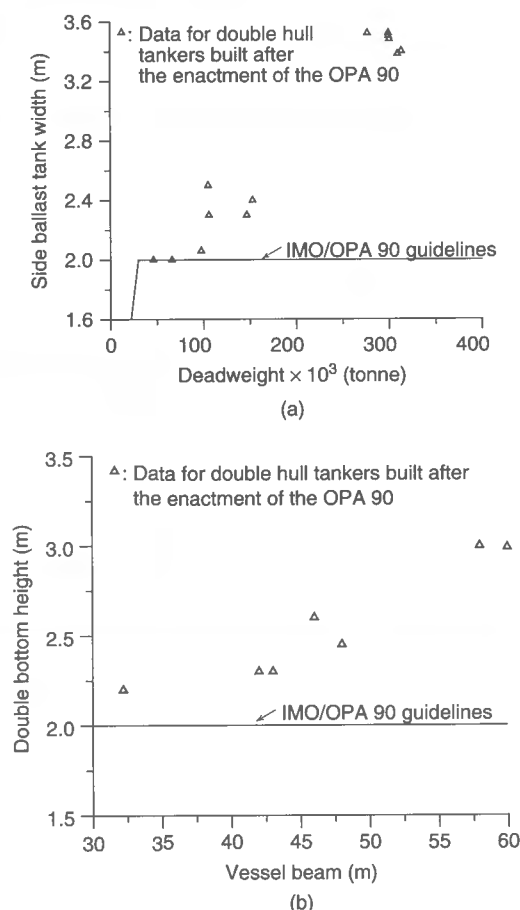 3.6
△: Data for double hull
tankers built after
the enactment of the OPA 90
3.2
2.8
2.4
2.0
1.6
Side ballast tank width (m)
IMO/OPA 90 guidelines
0 100 200 300 400
Deadweight × 10³ (tonne)
(a)
3.5
△: Data for double hull tankers built after
the enactment of the OPA 90
3.0
2.5
2.0
1.5
Double bottom height (m)
IMO/OPA 90 guidelines
30 35 40 45 50 55 60
Vessel beam (m)
(b)